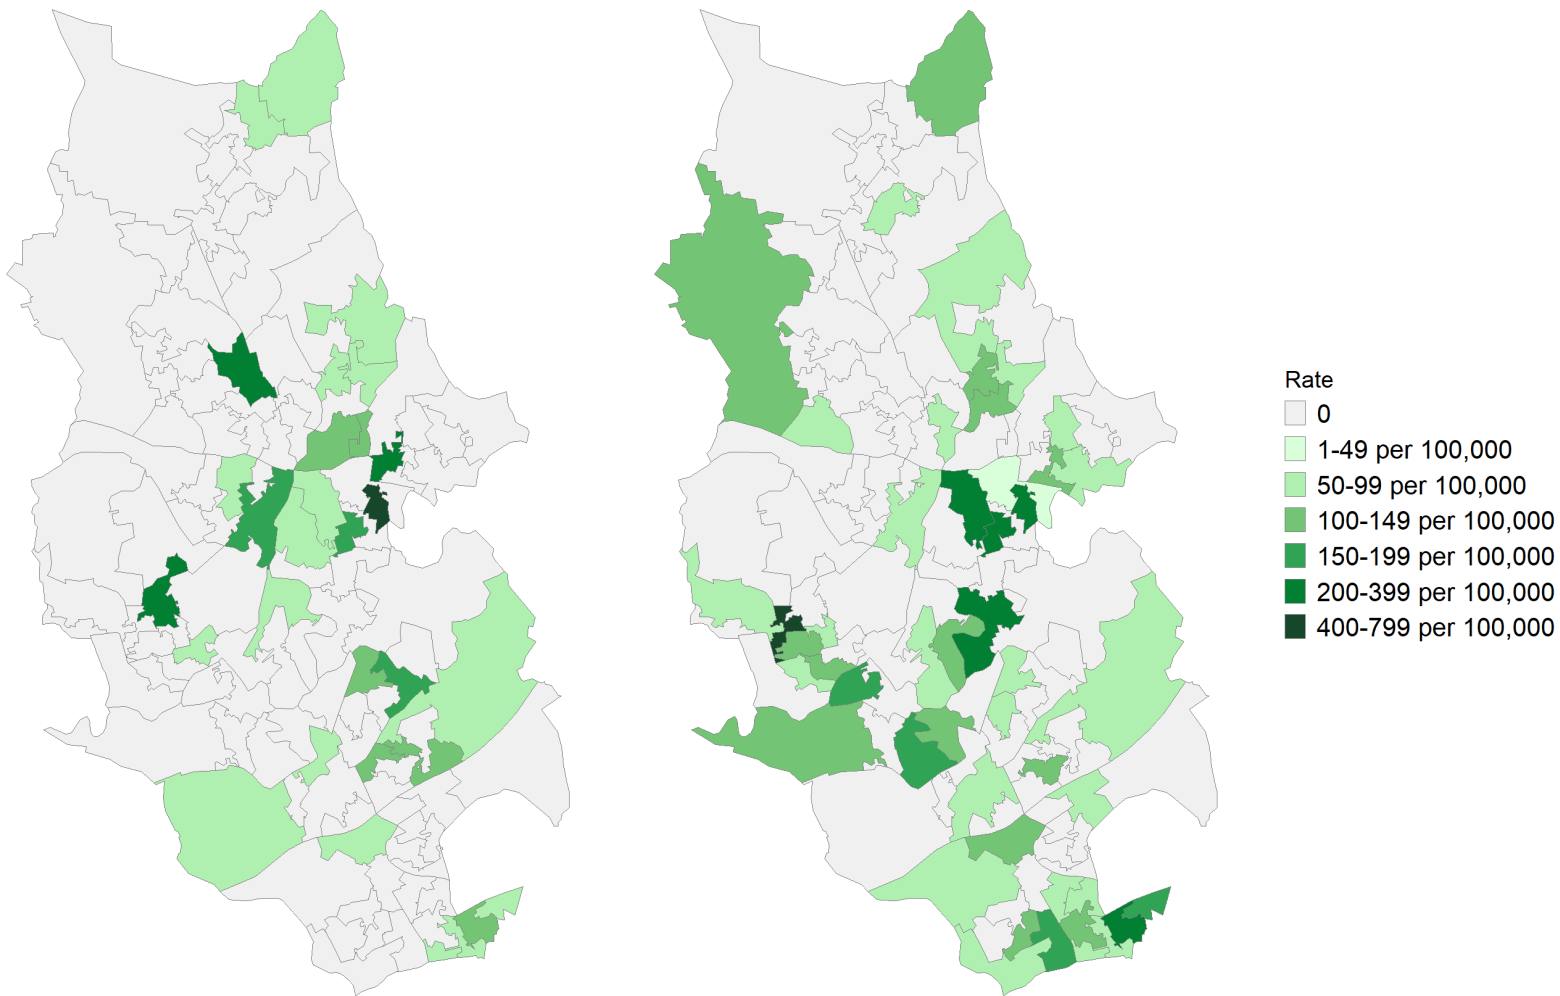 Rate
0
1-49 per 100,000
50-99 per 100,000
100-149 per 100,000
150-199 per 100,000
200-399 per 100,000
400-799 per 100,000